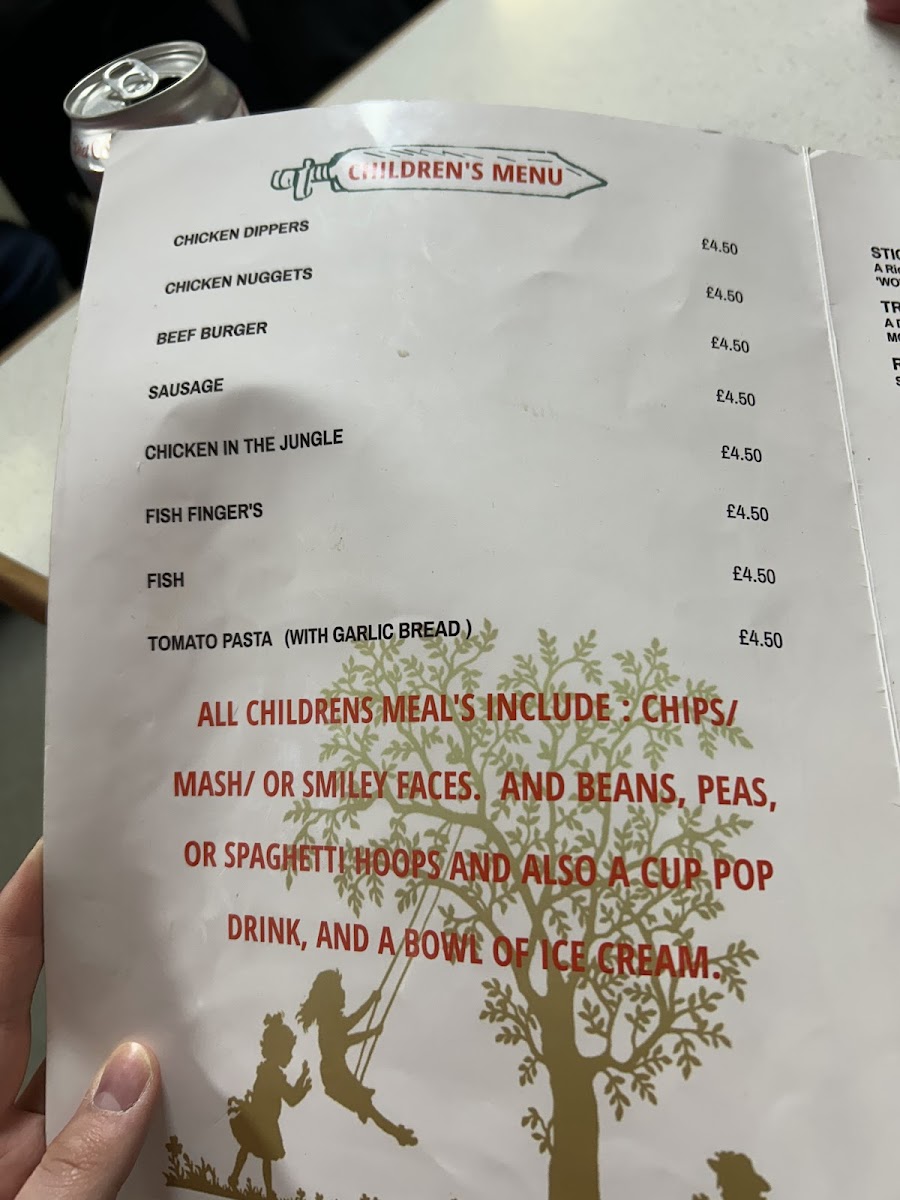 CHILDREN'S MENU
CHICKEN DIPPERS £4.50
CHICKEN NUGGETS £4.50
BEEF BURGER £4.50
SAUSAGE £4.50
CHICKEN IN THE JUNGLE £4.50
FISH FINGER'S £4.50
FISH £4.50
TOMATO PASTA (WITH GARLIC BREAD ) £4.50
ALL CHILDRENS MEAL'S INCLUDE : CHIPS/
MASH/ OR SMILEY FACES. AND BEANS, PEAS,
OR SPAGHETTI HOOPS AND ALSO A CUP POP
DRINK, AND A BOWL OF ICE CREAM.